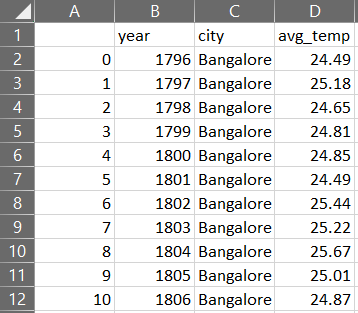 A B C D
1 year city avg_temp
2 0 1796 Bangalore 24.49
3 1 1797 Bangalore 25.18
4 2 1798 Bangalore 24.65
5 3 1799 Bangalore 24.81
6 4 1800 Bangalore 24.85
7 5 1801 Bangalore 24.49
8 6 1802 Bangalore 25.44
9 7 1803 Bangalore 25.22
10 8 1804 Bangalore 25.67
11 9 1805 Bangalore 25.01
12 10 1806 Bangalore 24.87